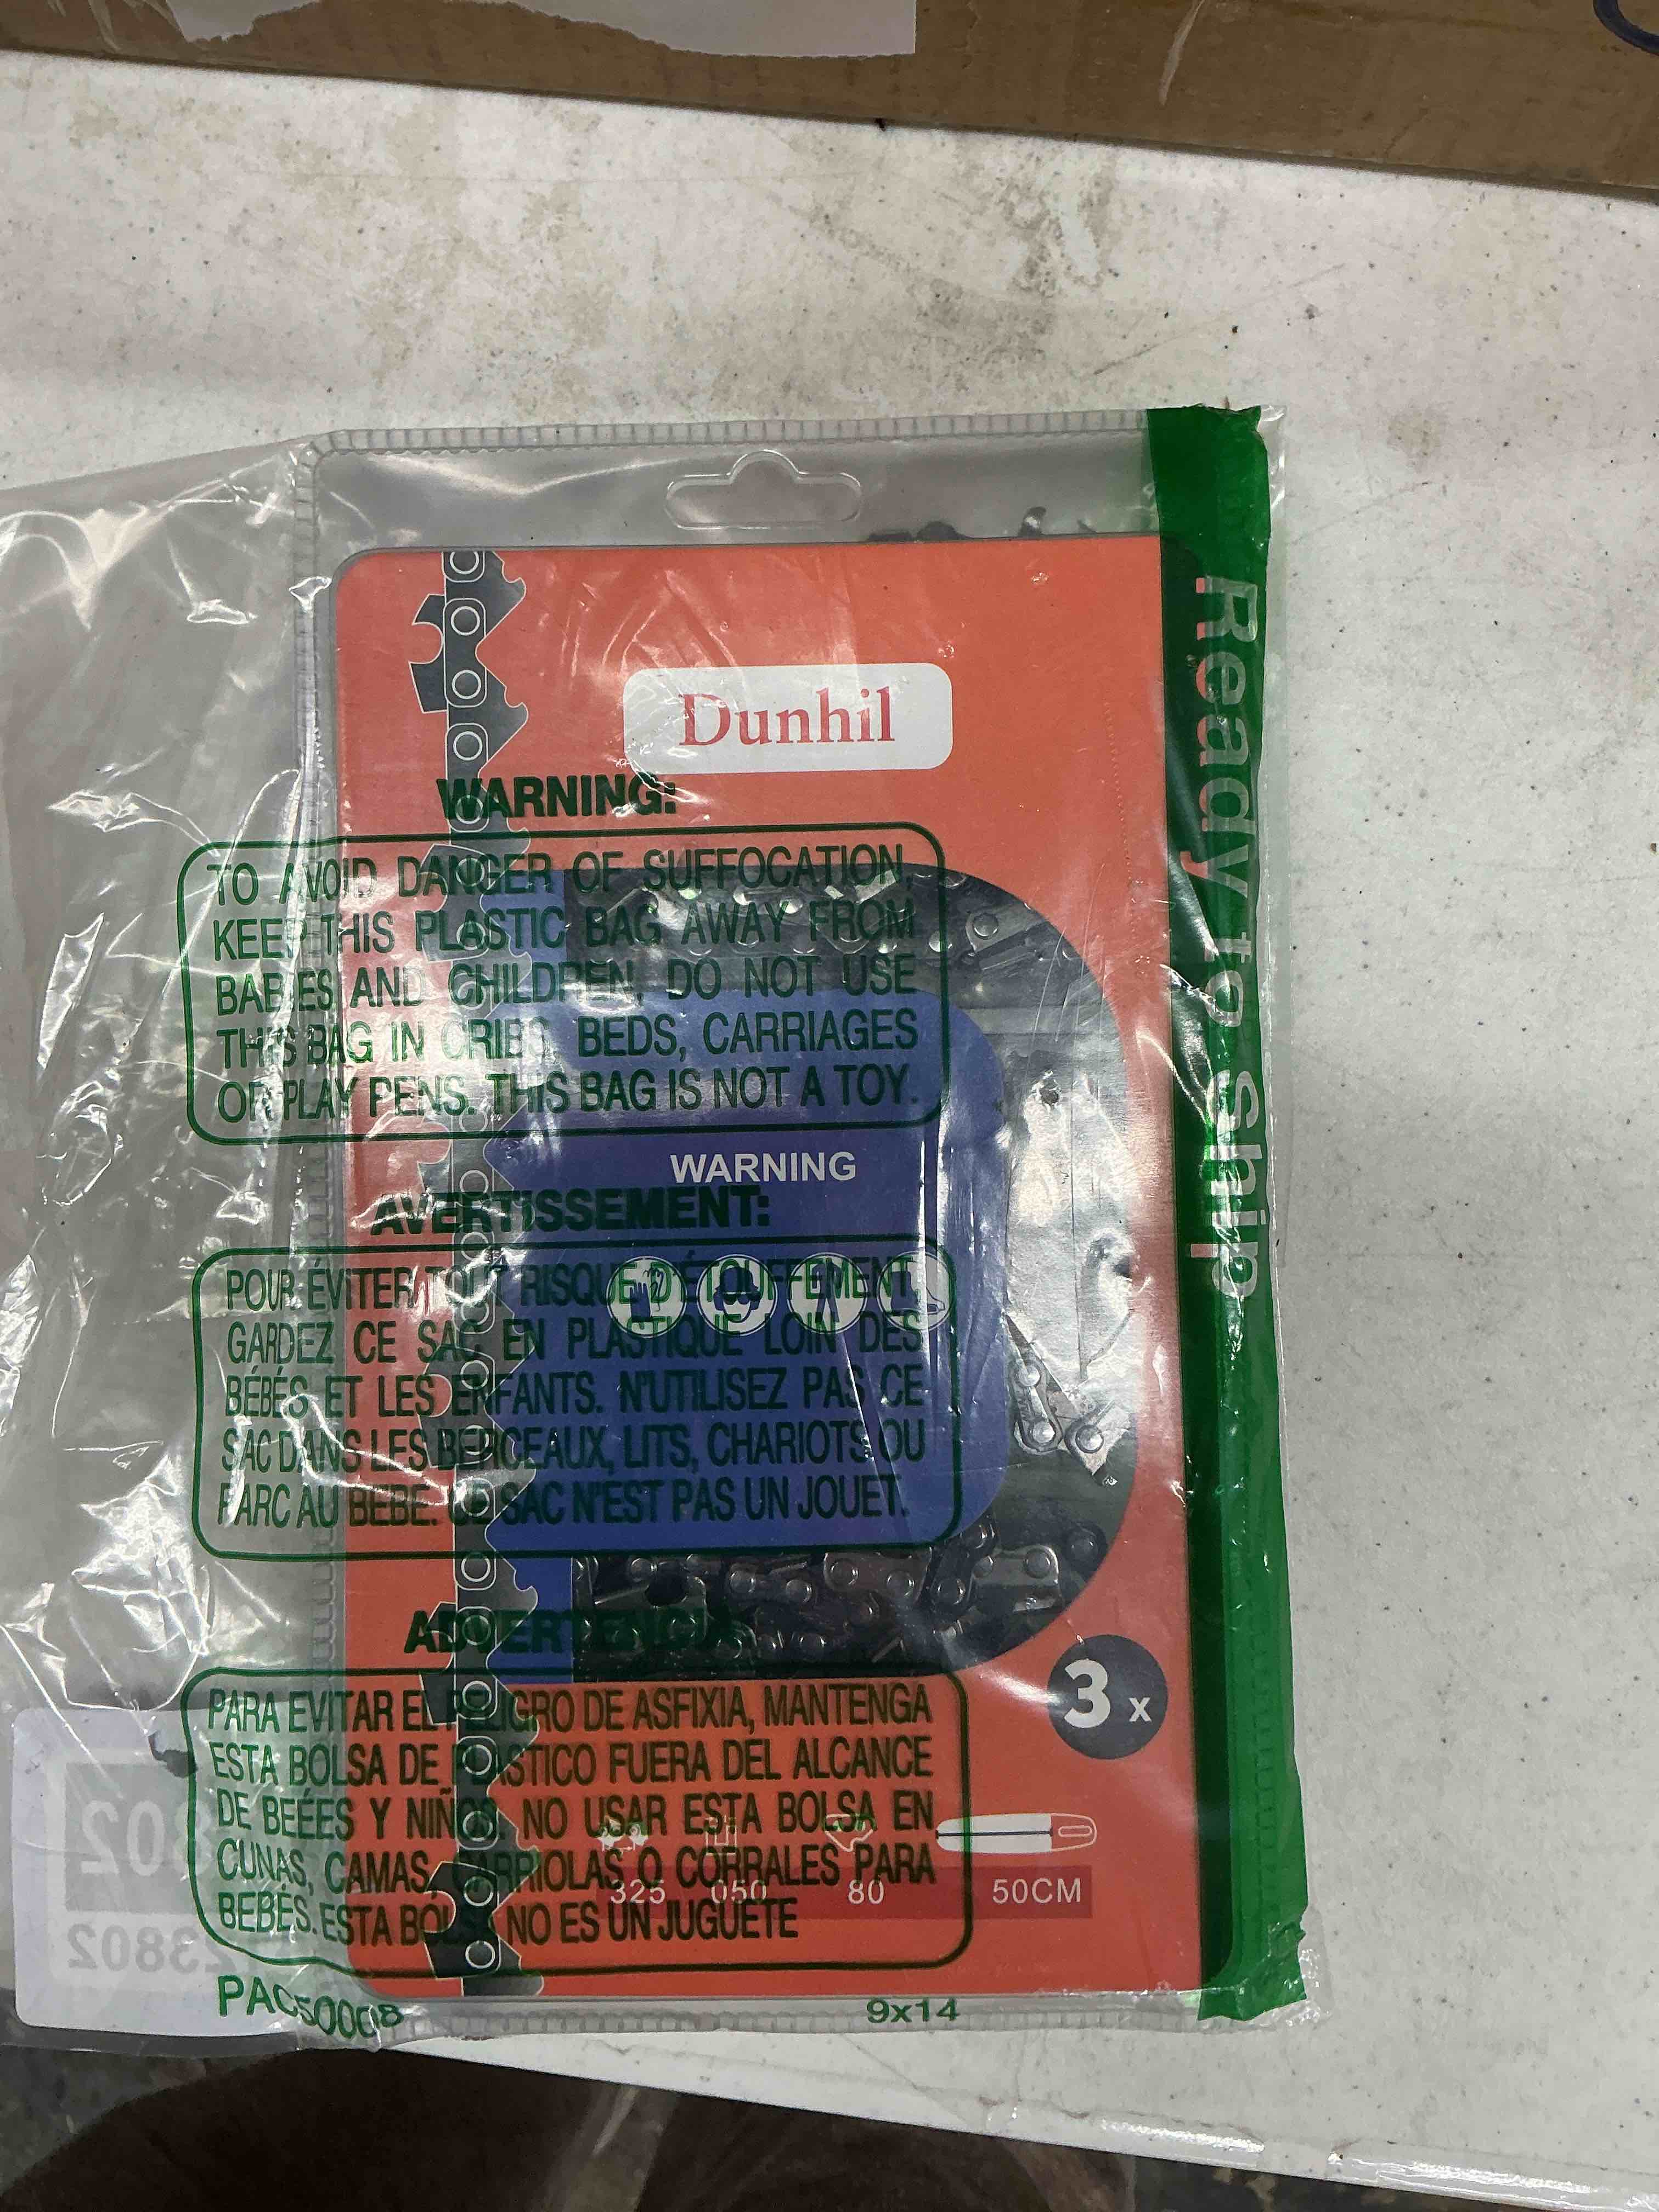 Dunhil
WARNING:
TO AVOID DANGER OF SUFFOCATION,
KEEP THIS PLASTIC BAG AWAY FROM
BABIES AND CHILDREN, DO NOT USE
THIS BAG IN CRIBS, BEDS, CARRIAGES
OR PLAY PENS. THIS BAG IS NOT A TOY.
WARNING
AVERTISSEMENT:
POUR ÉVITER TOUT RISQUE D'ÉTOUFFEMENT,
GARDEZ CE SAC EN PLASTIQUE LOIN DES
BÉBÉS ET LES ENFANTS. N'UTILISEZ PAS CE
SAC DANS LES BERCEAUX, LITS, CHARIOTS OU
PARC AU BEBE. CE SAC N'EST PAS UN JOUET.
ADVERTENCIA
PARA EVITAR EL PELIGRO DE ASFIXIA, MANTENGA
ESTA BOLSA DE PLASTICO FUERA DEL ALCANCE
DE BEÉES Y NIÑOS. NO USAR ESTA BOLSA EN
CUNAS, CAMAS, CARRIOLAS O CORRALES PARA
BEBÉS. ESTA BOLSA NO ES UN JUGUETE
3 x
325 050 80 50CM
PAC50008
9x14
Ready to Ship
802
23802